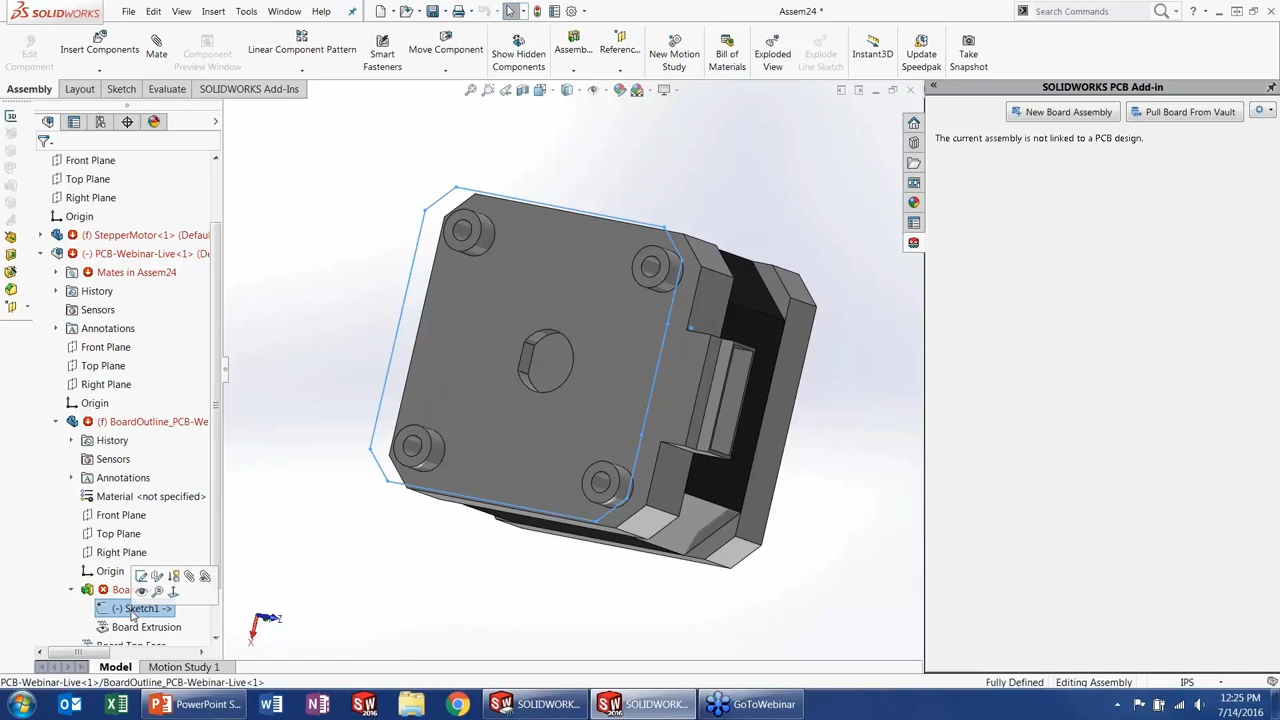 SOLIDWORKS File Edit View Insert Tools Window Help Assem24 * Search Commands
Edit Component
Insert Components
Mate
Component Preview Window
Linear Component Pattern
Smart Fasteners
Move Component
Show Hidden Components
Assemb...
Referenc...
New Motion Study
Bill of Materials
Exploded View
Explode Line Sketch
Instant3D
Update Speedpak
Take Snapshot
Assembly Layout Sketch Evaluate SOLIDWORKS Add-Ins
SOLIDWORKS PCB Add-in
New Board Assembly Pull Board From Vault
The current assembly is not linked to a PCB design.
Front Plane
Top Plane
Right Plane
Origin
(f) StepperMotor<1> (Defau
(-) PCB-Webinar-Live<1> (De
Mates in Assem24
History
Sensors
Annotations
Front Plane
Top Plane
Right Plane
Origin
(f) BoardOutline_PCB-We
History
Sensors
Annotations
Material <not specified>
Front Plane
Top Plane
Right Plane
Origin
Boa
(-) Sketch1 ->
Board Extrusion
Board Top Face
X
Z
Model Motion Study 1
PCB-Webinar-Live<1>/BoardOutline_PCB-Webinar-Live<1>
Fully Defined Editing Assembly IPS
PowerPoint S... SOLIDWORK... SOLIDWORK... GoToWebinar
12:25 PM
7/14/2016